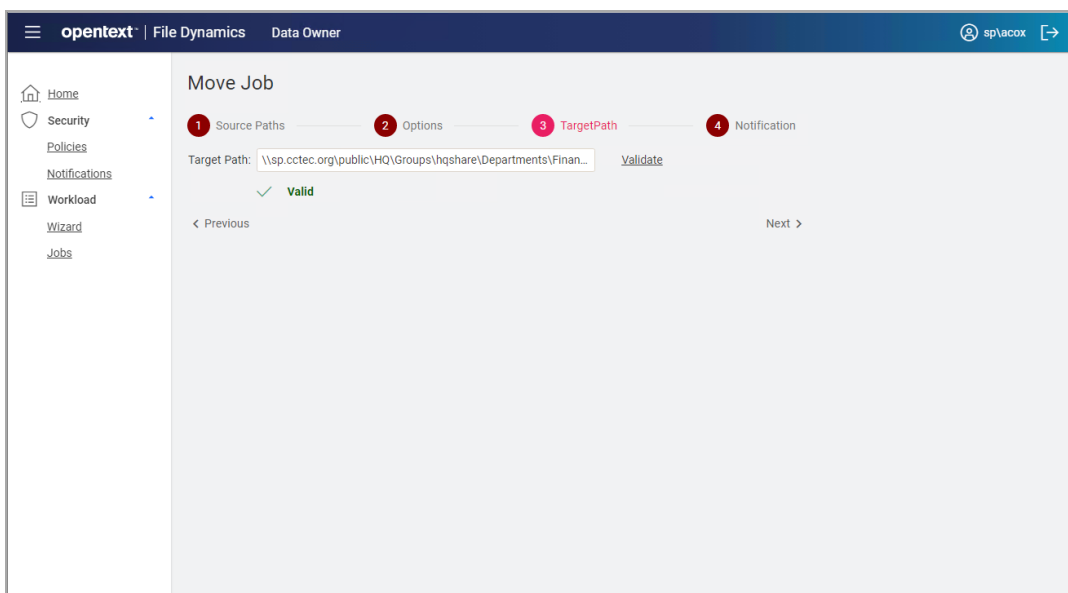 opentext™ | File Dynamics Data Owner sp\acox
Home
Security
Policies
Notifications
Workload
Wizard
Jobs
Move Job
1 Source Paths 2 Options 3 TargetPath 4 Notification
Target Path: \\sp.cctec.org\public\HQ\Groups\hqshare\Departments\Finan... Validate
Valid
< Previous Next >